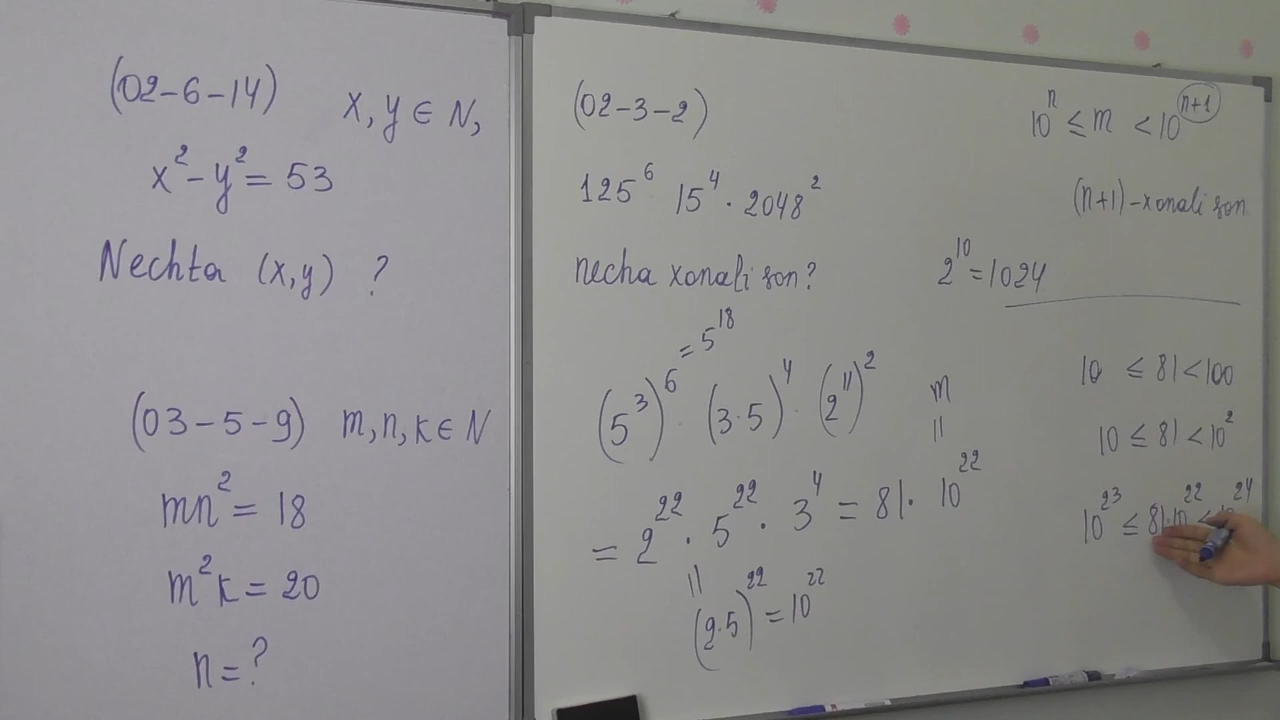 (02-6-14) x, y ∈ N,
x² - y² = 53
Nechta (x,y) ?
(03-5-9) m, n, k ∈ N
mn² = 18
m²k = 20
n = ?
(02-3-2)
125⁶ 15⁴ · 2048²
necha xonali son?
= 5¹⁸
(5³)⁶ · (3·5)⁴ · (2¹¹)²
m
||
= 2²² · 5²² · 3⁴ = 81 · 10²²
||
(2·5)²² = 10²²
10ⁿ ≤ m < 10ⁿ⁺¹
(n+1)-xonali son
2¹⁰ = 1024
10 ≤ 81 < 100
10 ≤ 81 < 10²
10²³ ≤ 81·10²² < 10²⁴